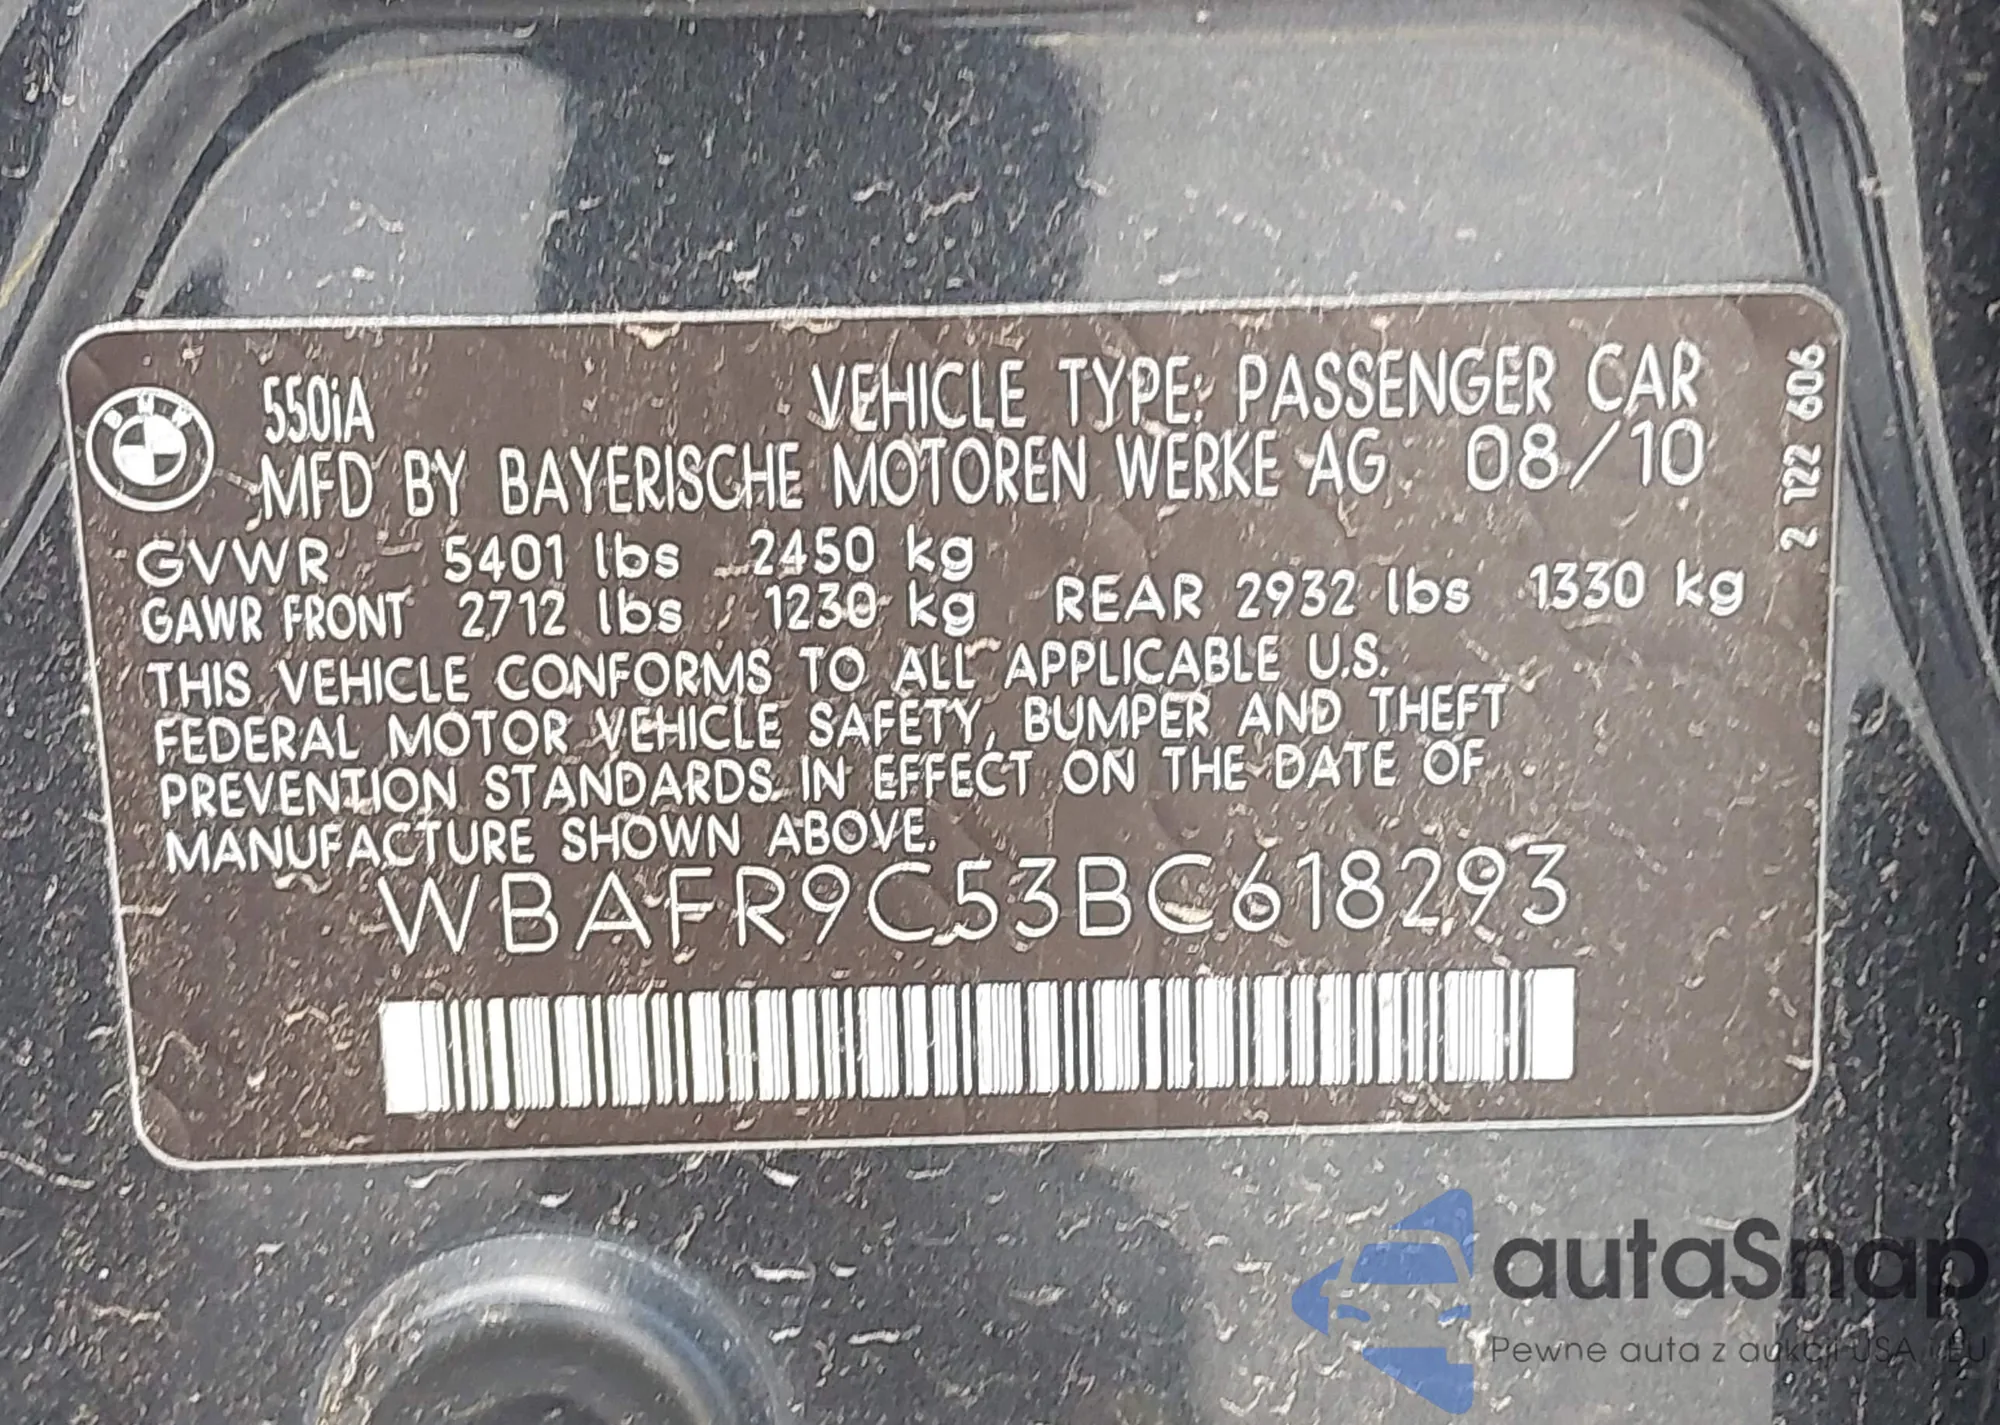 BMW
550iA VEHICLE TYPE: PASSENGER CAR
MFD BY BAYERISCHE MOTOREN WERKE AG 08/10
GVWR 5401 lbs 2450 kg
GAWR FRONT 2712 lbs 1230 kg REAR 2932 lbs 1330 kg
THIS VEHICLE CONFORMS TO ALL APPLICABLE U.S.
FEDERAL MOTOR VEHICLE SAFETY, BUMPER AND THEFT
PREVENTION STANDARDS IN EFFECT ON THE DATE OF
MANUFACTURE SHOWN ABOVE.
WBAFR9C53BC618293
2 122 606
autaSnap
Pewne auta z aukcji USA i EU